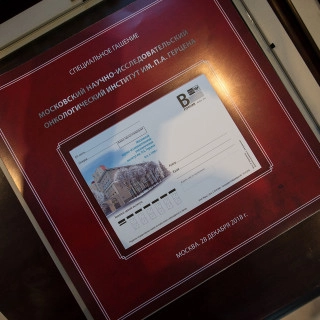 СПЕЦИАЛЬНОЕ ГАШЕНИЕ
МОСКОВСКИЙ НАУЧНО-ИССЛЕДОВАТЕЛЬСКИЙ
ОНКОЛОГИЧЕСКИЙ ИНСТИТУТ ИМ. П.А. ГЕРЦЕНА
B
МОСКВА, 28 ДЕКАБРЯ 2018 г.